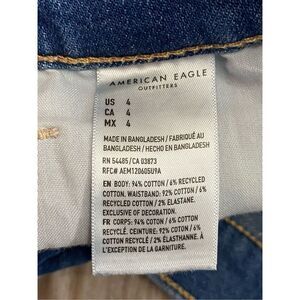 AMERICAN EAGLE
OUTFITTERS
US 4
CA 4
MX 4
MADE IN BANGLADESH / FABRIQUÉ AU
BANGLADESH / HECHO EN BANGLADESH
RN 54485/CA 03873
RFC# AEM120605U9A
EN BODY: 94% COTTON / 6% RECYCLED
COTTON, WAISTBAND: 92% COTTON / 6%
RECYCLED COTTON / 2% ELASTANE.
EXCLUSIVE OF DECORATION.
FR CORPS: 94% COTON / 6% COTON
RECYCLÉ, CEINTURE: 92% COTON / 6%
COTON RECYCLÉ / 2% ÉLASTHANNE. À
L'EXCEPTION DE LA GARNITURE.